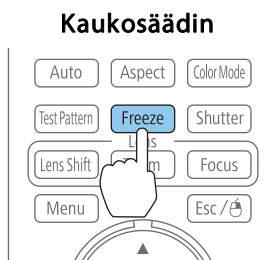 Kaukosäädin
Auto Aspect Color Mode
Test Pattern Freeze Shutter
Lens Shift Focus
Menu Esc /